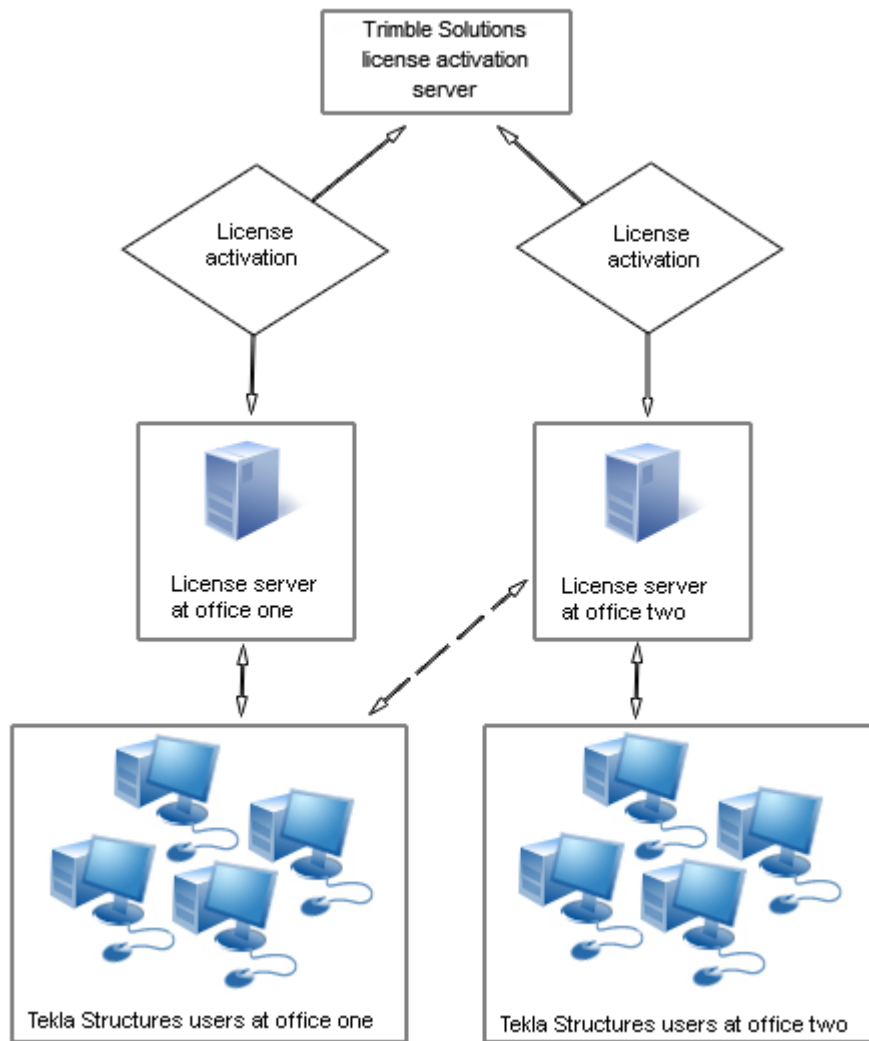 Trimble Solutions
license activation
server
License
activation
License
activation
License server
at office one
License server
at office two
Tekla Structures users at office one
Tekla Structures users at office two